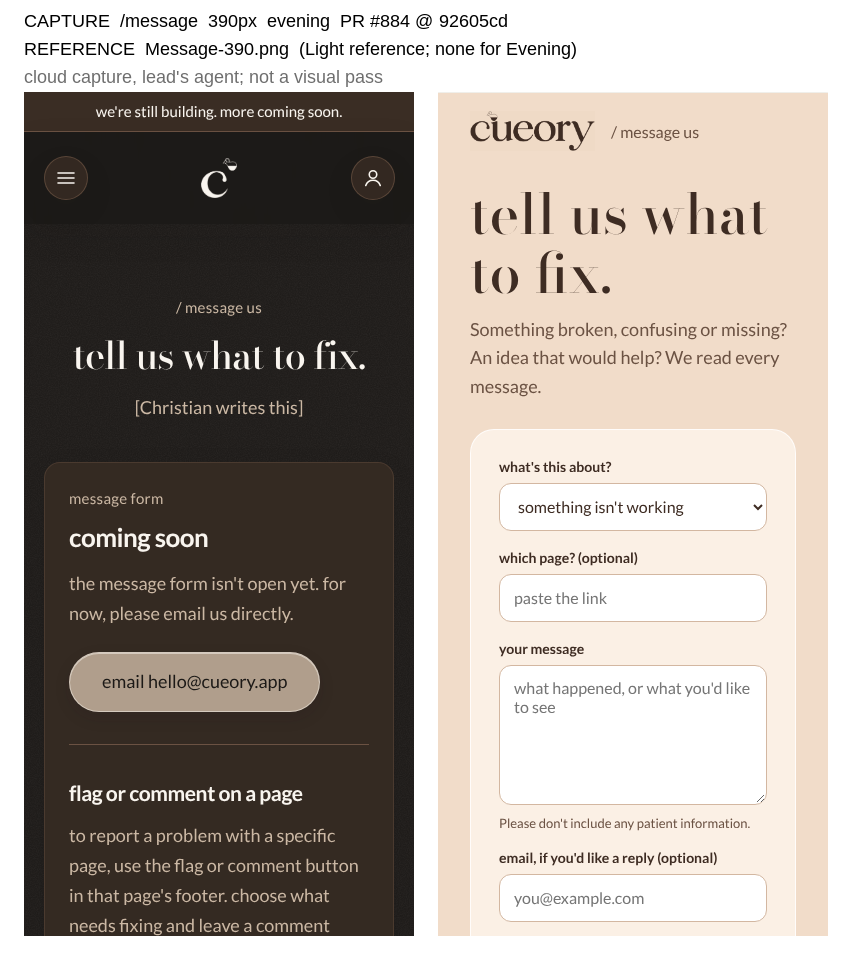 CAPTURE /message 390px evening PR #884 @ 92605cd
REFERENCE Message-390.png (Light reference; none for Evening)
cloud capture, lead's agent; not a visual pass
we're still building. more coming soon.
c
/ message us
tell us what to fix.
[Christian writes this]
message form
coming soon
the message form isn't open yet. for
now, please email us directly.
email hello@cueory.app
flag or comment on a page
to report a problem with a specific
page, use the flag or comment button
in that page's footer. choose what
needs fixing and leave a comment
cueory / message us
tell us what
to fix.
Something broken, confusing or missing?
An idea that would help? We read every
message.
what's this about?
something isn't working
which page? (optional)
paste the link
your message
what happened, or what you'd like
to see
Please don't include any patient information.
email, if you'd like a reply (optional)
you@example.com